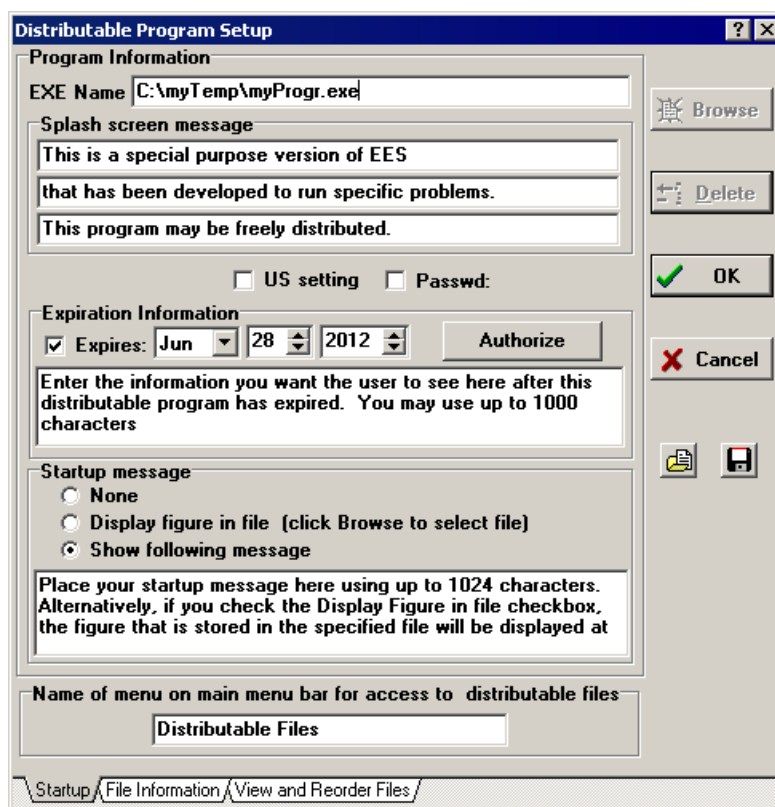 Distributable Program Setup
Program Information
EXE Name C:\myTemp\myProgr.exe
Browse
Splash screen message
This is a special purpose version of EES
that has been developed to run specific problems.
Delete
This program may be freely distributed.
US setting Passwd:
OK
Expiration Information
Expires: Jun 28 2012 Authorize
Cancel
Enter the information you want the user to see here after this
distributable program has expired. You may use up to 1000
characters
Startup message
None
Display figure in file (click Browse to select file)
Show following message
Place your startup message here using up to 1024 characters.
Alternatively, if you check the Display Figure in file checkbox,
the figure that is stored in the specified file will be displayed at
Name of menu on main menu bar for access to distributable files
Distributable Files
Startup File Information View and Reorder Files